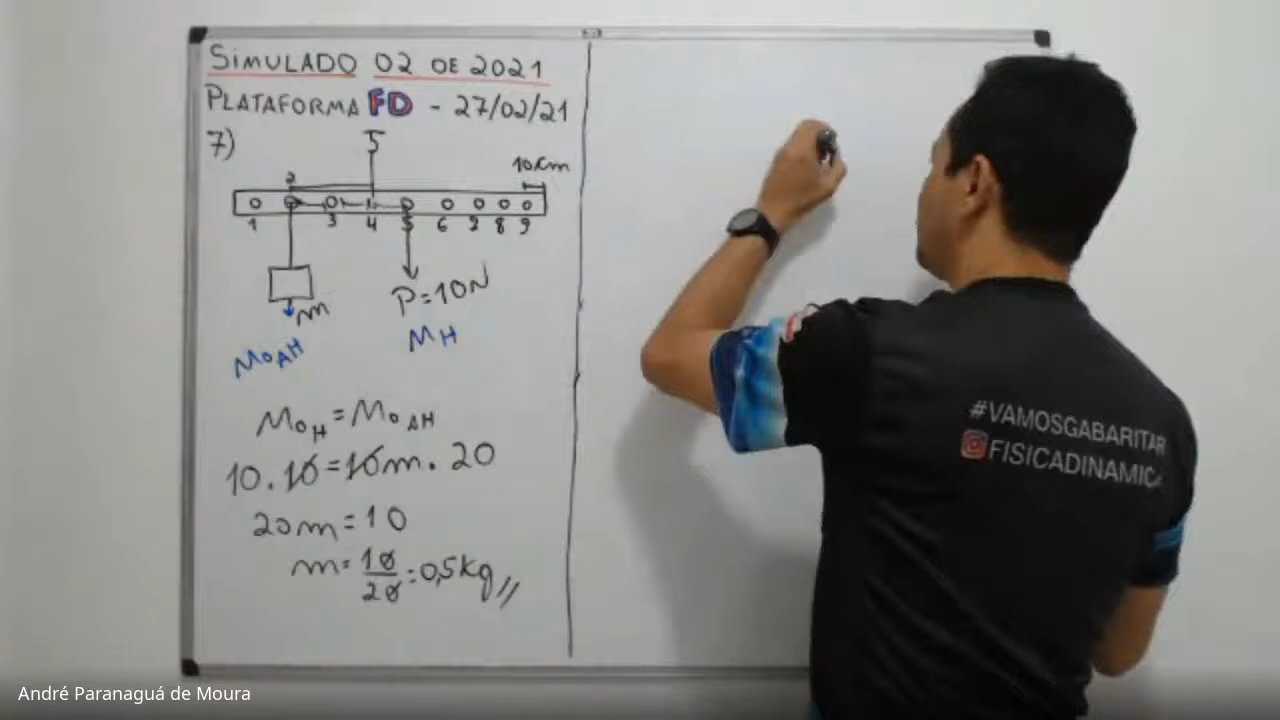 SIMULADO 02 DE 2021
PLATAFORMA FD - 27/02/21
7)
5
10cm
2
1 3 4 5 6 7 8 9
m
P=10N
MoAH
MH
MoH = MoAH
10.10=10m.20
20m=10
m=10/20=0,5kg//
#VAMOSGABARITAR
FISICADINAMIC
André Paranaguá de Moura